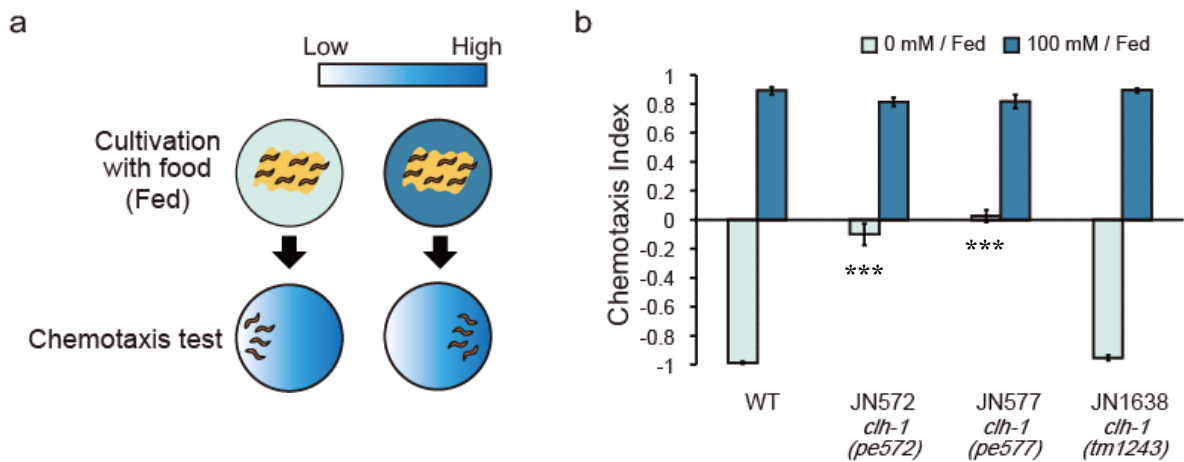 a
Low
High
Cultivation
with food
(Fed)
Chemotaxis test
b
0 mM / Fed
100 mM / Fed
Chemotaxis Index
1
0.8
0.6
0.4
0.2
0
-0.2
-0.4
-0.6
-0.8
-1
***
***
WT
JN572
clh-1
(pe572)
JN577
clh-1
(pe577)
JN1638
clh-1
(tm1243)